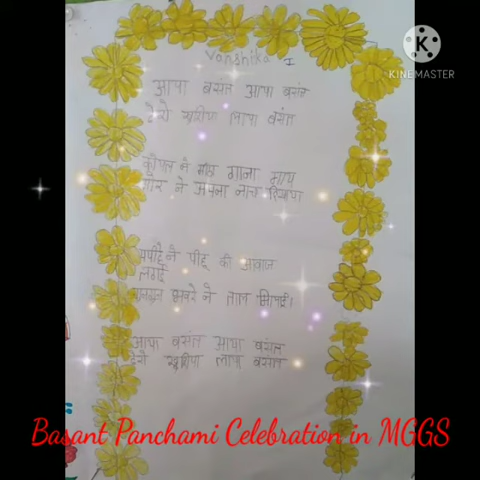 KINEMASTER
Vanshika I
आया बसंत आया बसंत
ढेरो खुशिया लाया बसंत
कोयल ने गाना गाया
मोर ने अपना नाच दिखाया
पपीहे ने पीहू की आवाज
लगाई
भवरे ने ताल मिलाई।
आया बसंत आया बसंत
ढेरो खुशिया लाया बसंत
Basant Panchami Celebration in MGGS